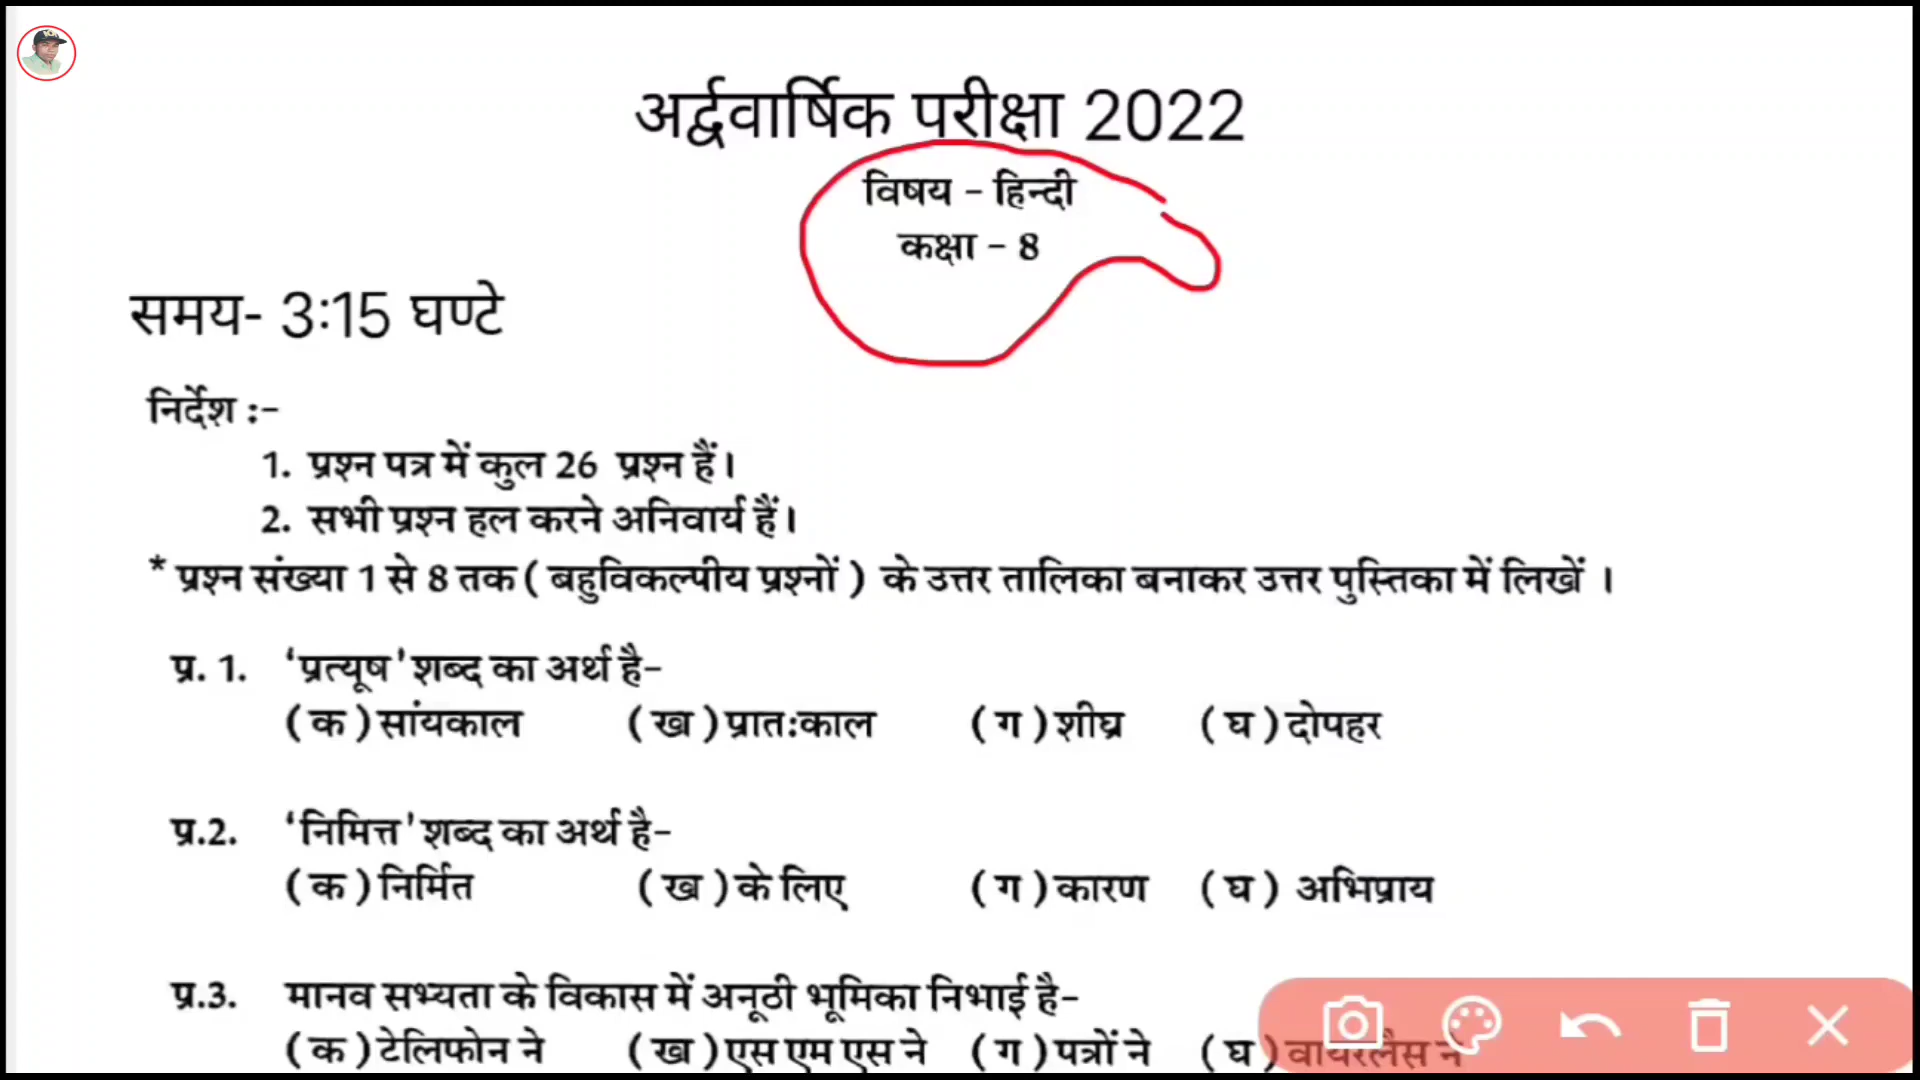 अर्द्ववार्षिक परीक्षा 2022
विषय - हिन्दी
कक्षा - 8
समय- 3:15 घण्टे
निर्देश :-
1. प्रश्न पत्र में कुल 26 प्रश्न हैं।
2. सभी प्रश्न हल करने अनिवार्य हैं।
* प्रश्न संख्या 1 से 8 तक ( बहुविकल्पीय प्रश्नों ) के उत्तर तालिका बनाकर उत्तर पुस्तिका में लिखें ।
प्र. 1. 'प्रत्यूष' शब्द का अर्थ है-
( क ) सांयकाल ( ख ) प्रातःकाल ( ग ) शीघ्र ( घ ) दोपहर
प्र.2. 'निमित्त' शब्द का अर्थ है-
( क ) निर्मित ( ख ) के लिए ( ग ) कारण ( घ ) अभिप्राय
प्र.3. मानव सभ्यता के विकास में अनूठी भूमिका निभाई है-
( क ) टेलिफोन ने ( ख ) एस एम एस ने ( ग ) पत्रों ने ( घ ) वायरलैस ने